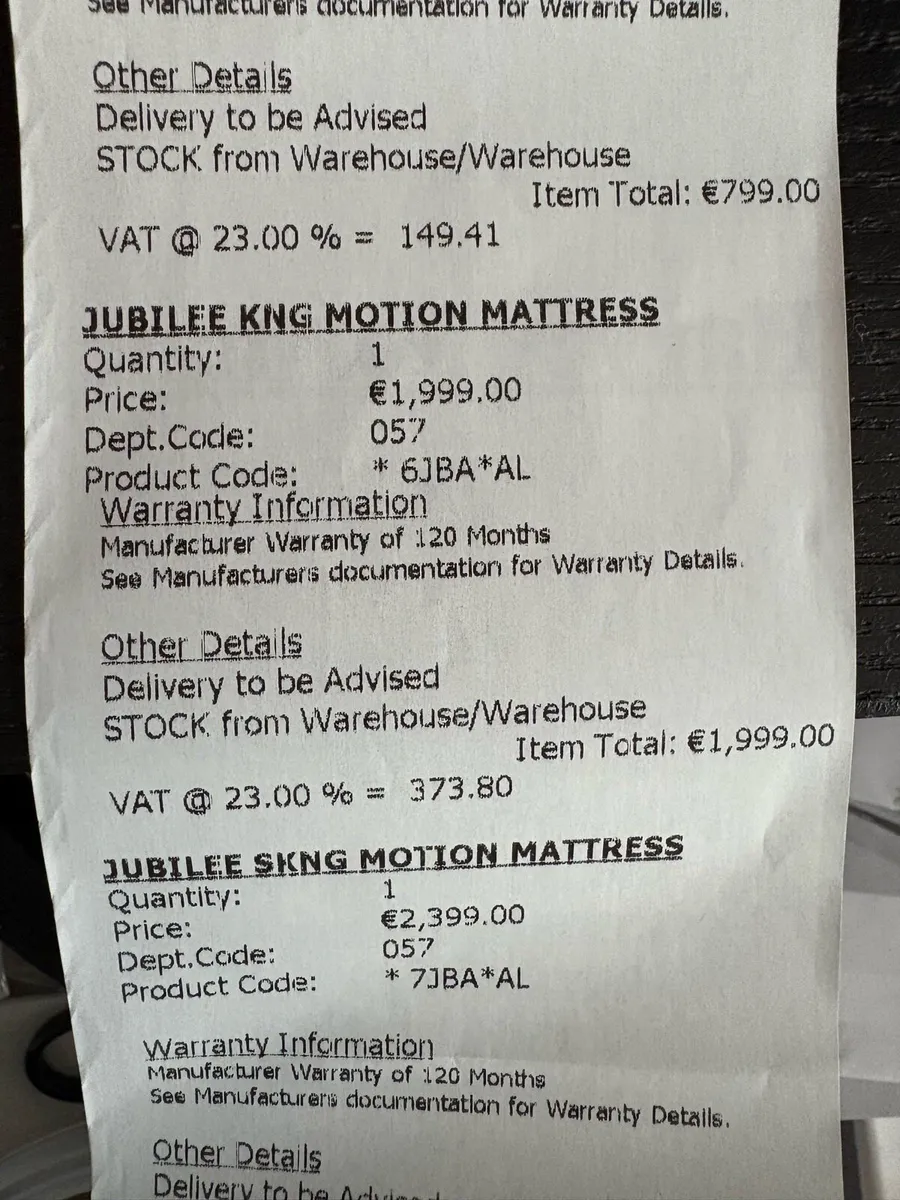 See Manufacturers documentation for Warranty Details.
Other Details
Delivery to be Advised
STOCK from Warehouse/Warehouse
Item Total: €799.00
VAT @ 23.00 % = 149.41
JUBILEE KNG MOTION MATTRESS
Quantity: 1
Price: €1,999.00
Dept.Code: 057
Product Code: * 6JBA*AL
Warranty Information
Manufacturer Warranty of 120 Months
See Manufacturers documentation for Warranty Details.
Other Details
Delivery to be Advised
STOCK from Warehouse/Warehouse
Item Total: €1,999.00
VAT @ 23.00 % = 373.80
JUBILEE SKNG MOTION MATTRESS
Quantity: 1
Price: €2,399.00
Dept.Code: 057
Product Code: * 7JBA*AL
Warranty Information
Manufacturer Warranty of 120 Months
See Manufacturers documentation for Warranty Details.
Other Details
Delivery to be Advised